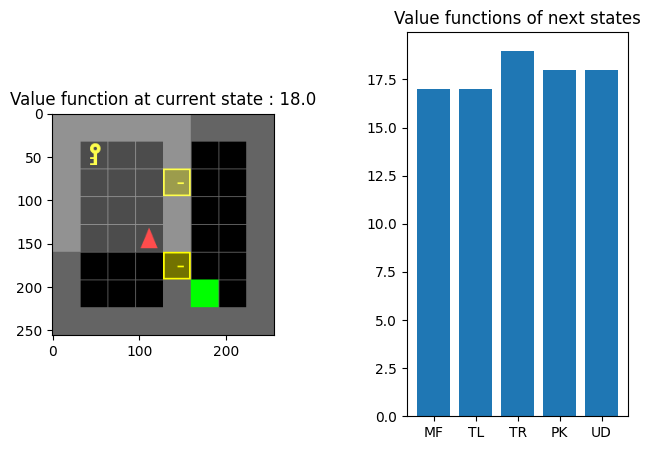 Value functions of next states
Value function at current state : 18.0
0
50
100
150
200
250
0
100
200
17.5
15.0
12.5
10.0
7.5
5.0
2.5
0.0
MF
TL
TR
PK
UD